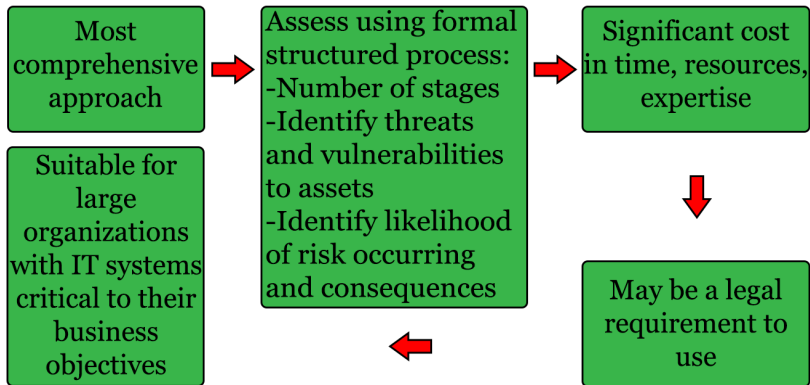 Most
comprehensive
approach
Assess using formal
structured process:
-Number of stages
-Identify threats
and vulnerabilities
to assets
-Identify likelihood
of risk occurring
and consequences
Significant cost
in time, resources,
expertise
May be a legal
requirement to
use
Suitable for
large
organizations
with IT systems
critical to their
business
objectives